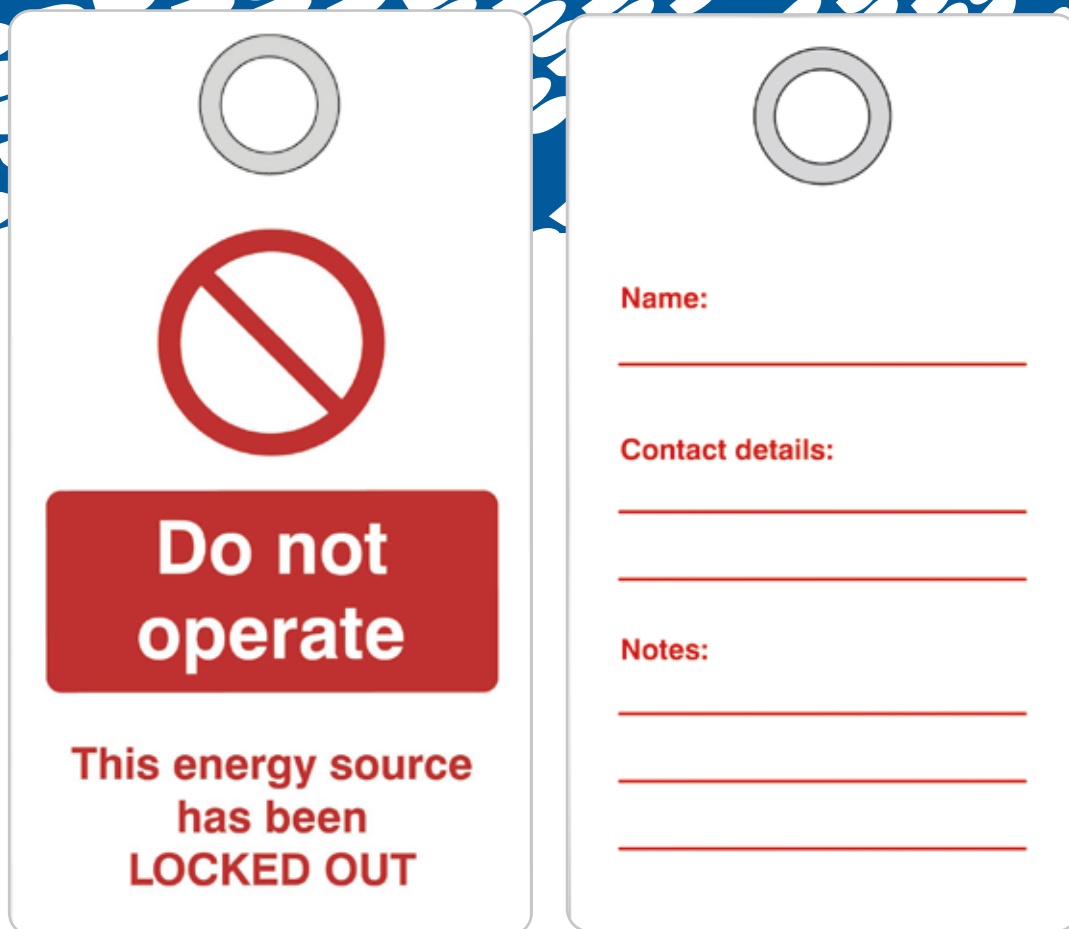 Do not
operate
This energy source
has been
LOCKED OUT
Name:
Contact details:
Notes: